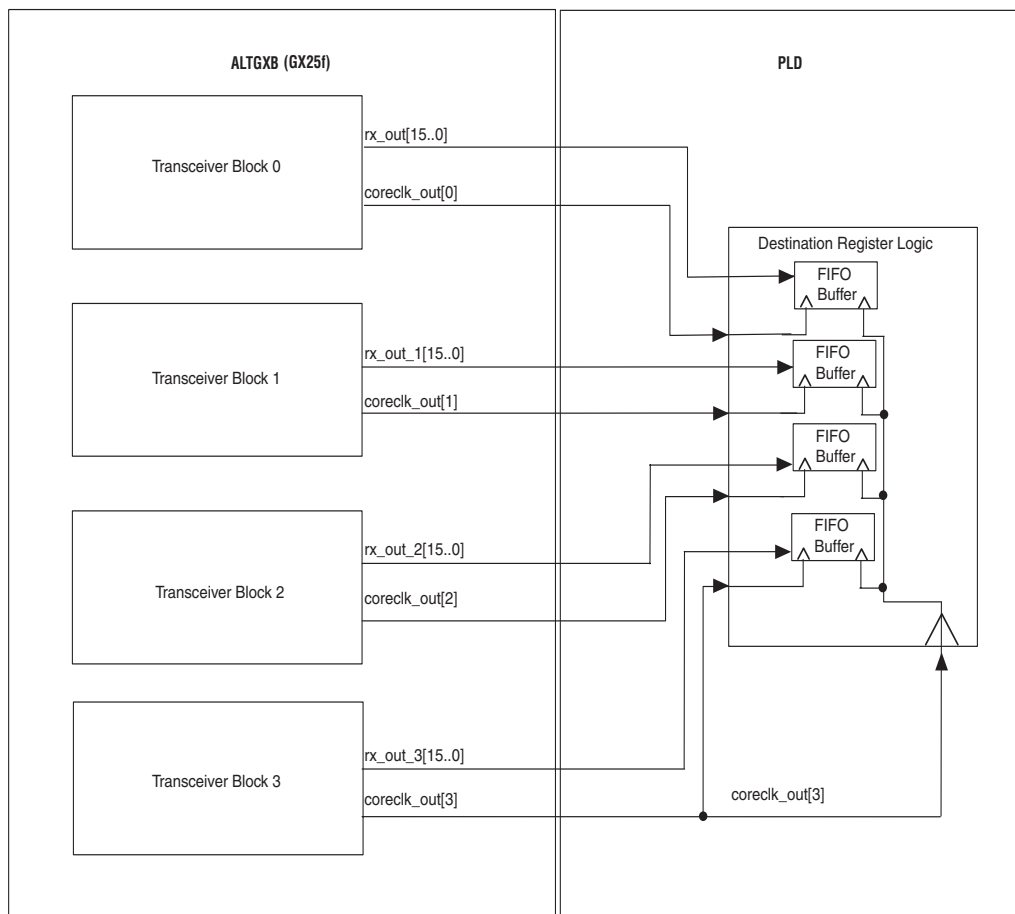 ALTGXB (GX25f)
PLD
Transceiver Block 0
rx_out[15..0]
coreclk_out[0]
Destination Register Logic
FIFO
Buffer
Transceiver Block 1
rx_out_1[15..0]
coreclk_out[1]
FIFO
Buffer
FIFO
Buffer
Transceiver Block 2
rx_out_2[15..0]
coreclk_out[2]
FIFO
Buffer
Transceiver Block 3
rx_out_3[15..0]
coreclk_out[3]
coreclk_out[3]